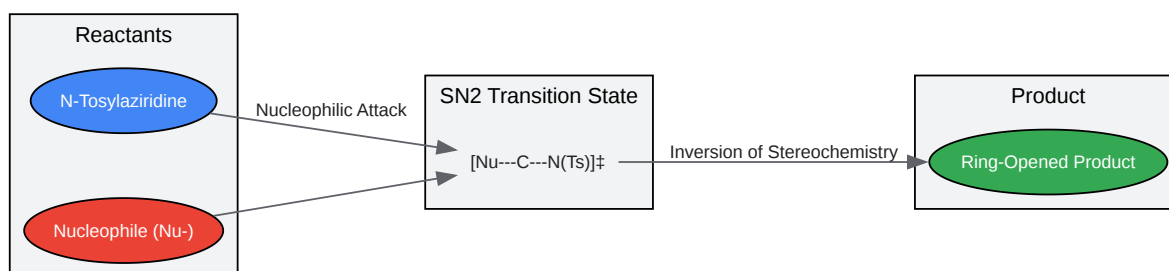 Reactants
N-Tosylaziridine
Nucleophile (Nu-)
Nucleophilic Attack
SN2 Transition State
[Nu---C---N(Ts)]‡
Inversion of Stereochemistry
Product
Ring-Opened Product